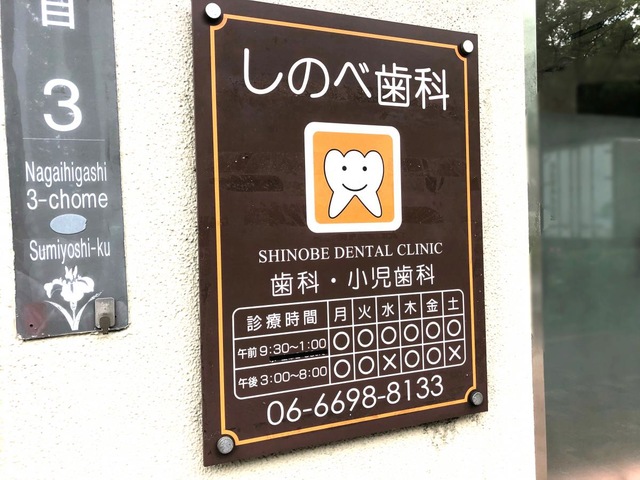 目
3
Nagaihigashi
3-chome
Sumiyoshi-ku
しのべ歯科
SHINOBE DENTAL CLINIC
歯科・小児歯科
診療時間 月 火 水 木 金 土
午前 9:30～1:00 ○ ○ ○ ○ ○ ○
午後 3:00～8:00 ○ ○ × ○ ○ ×
06-6698-8133